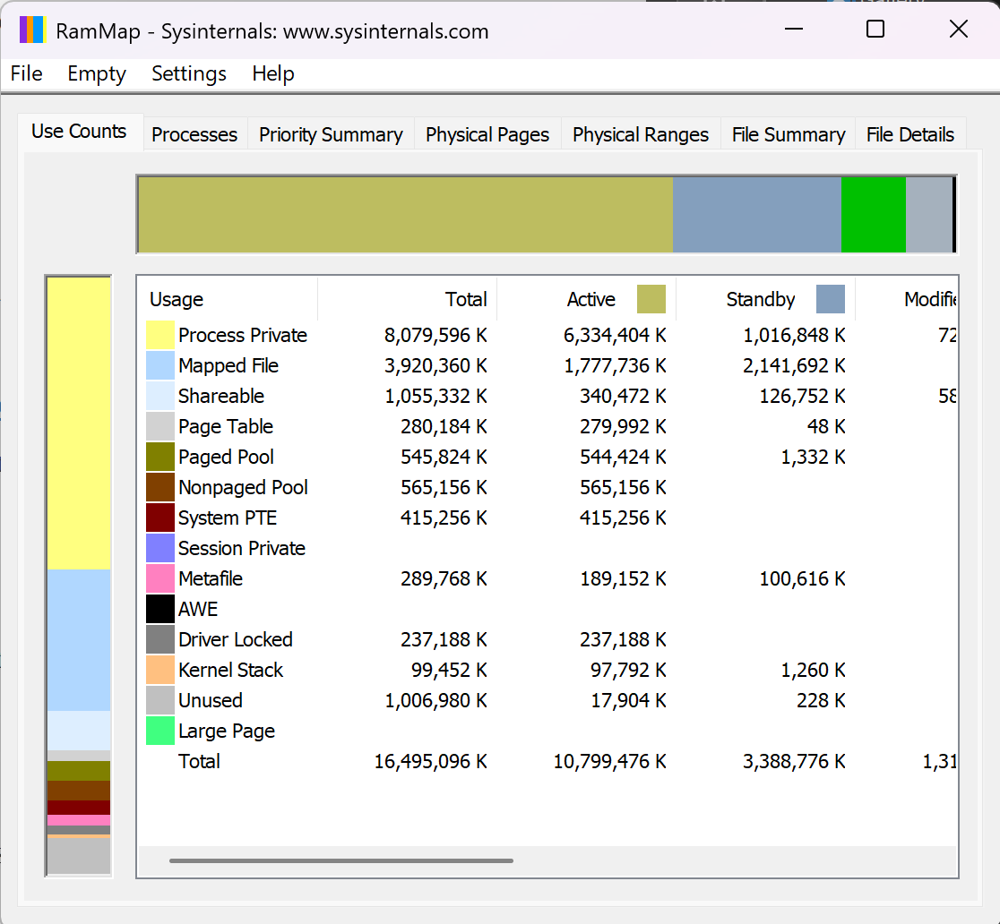 RamMap - Sysinternals: www.sysinternals.com
File Empty Settings Help
Use Counts Processes Priority Summary Physical Pages Physical Ranges File Summary File Details
Usage Total Active Standby
Process Private 8,079,596 K 6,334,404 K 1,016,848 K 72
Mapped File 3,920,360 K 1,777,736 K 2,141,692 K
Shareable 1,055,332 K 340,472 K 126,752 K 58
Page Table 280,184 K 279,992 K 48 K
Paged Pool 545,824 K 544,424 K 1,332 K
Nonpaged Pool 565,156 K 565,156 K
System PTE 415,256 K 415,256 K
Session Private
Metafile 289,768 K 189,152 K 100,616 K
AWE
Driver Locked 237,188 K 237,188 K
Kernel Stack 99,452 K 97,792 K 1,260 K
Unused 1,006,980 K 17,904 K 228 K
Large Page
Total 16,495,096 K 10,799,476 K 3,388,776 K 1,31